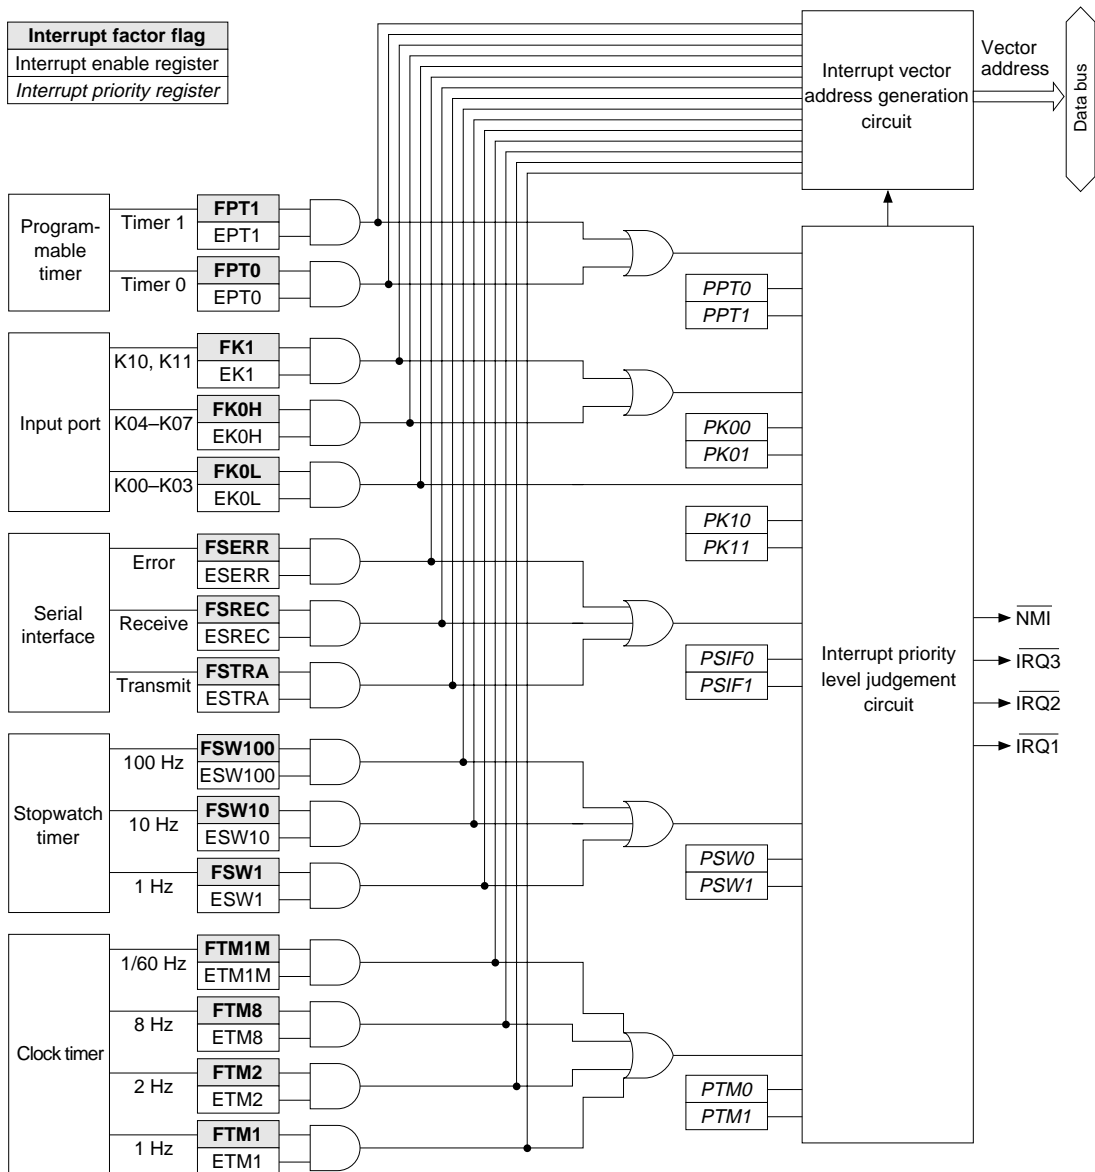 Interrupt factor flag
Interrupt enable register
Interrupt priority register
Interrupt vector
address generation
circuit
Vector
address
Data bus
Program-
mable
timer
Timer 1
FPT1
EPT1
Timer 0
FPT0
EPT0
PPT0
PPT1
Input port
K10, K11
FK1
EK1
K04–K07
FK0H
EK0H
K00–K03
FK0L
EK0L
PK00
PK01
PK10
PK11
Serial
interface
Error
FSERR
ESERR
Receive
FSREC
ESREC
Transmit
FSTRA
ESTRA
PSIF0
PSIF1
Interrupt priority
level judgement
circuit
NMI
IRQ3
IRQ2
IRQ1
Stopwatch
timer
100 Hz
FSW100
ESW100
10 Hz
FSW10
ESW10
1 Hz
FSW1
ESW1
PSW0
PSW1
Clock timer
1/60 Hz
FTM1M
ETM1M
8 Hz
FTM8
ETM8
2 Hz
FTM2
ETM2
1 Hz
FTM1
ETM1
PTM0
PTM1